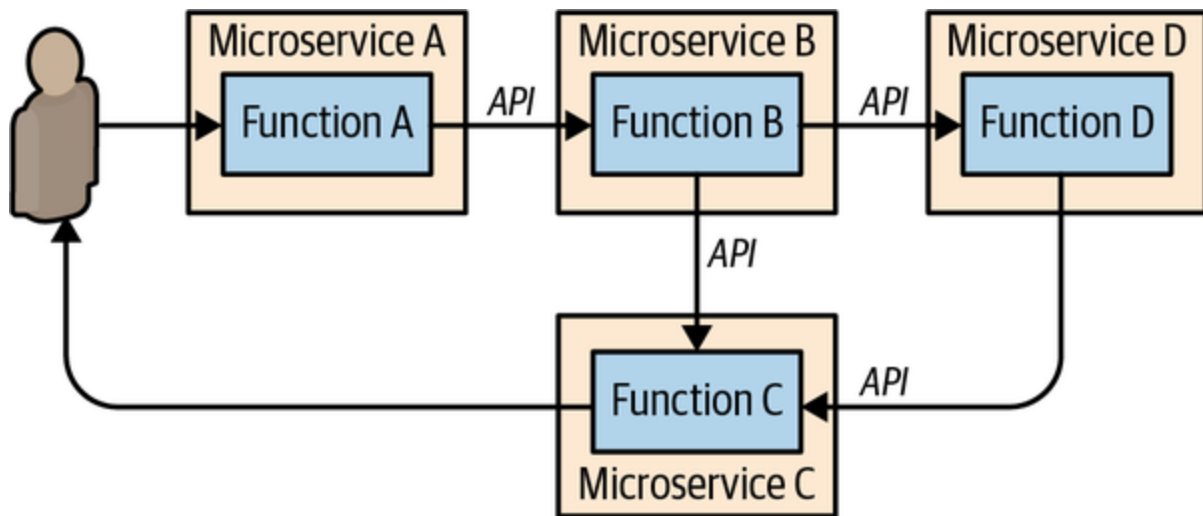 Microservice A
Microservice B
Microservice D
Function A
API
Function B
API
Function D
API
Function C
API
Microservice C